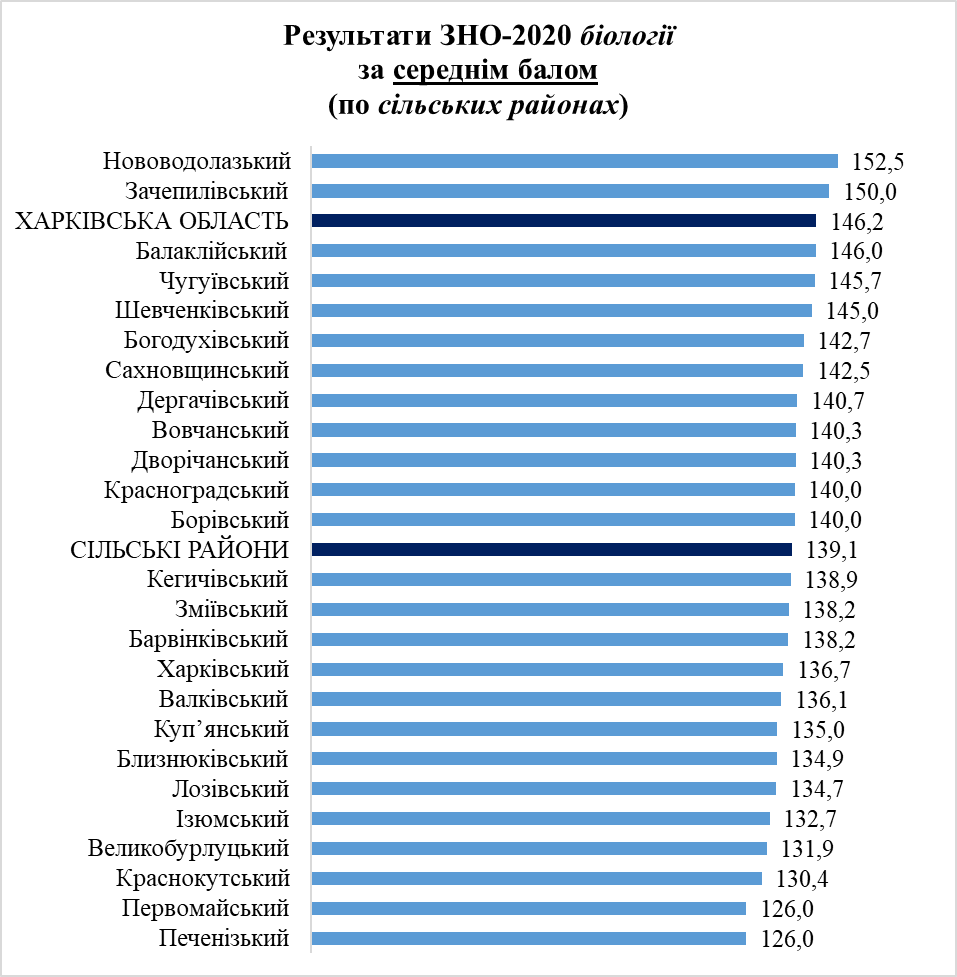 Результати ЗНО-2020 біології
за середнім балом
(по сільських районах)
Нововодолазький 152,5
Зачепилівський 150,0
ХАРКІВСЬКА ОБЛАСТЬ 146,2
Балаклійський 146,0
Чугуївський 145,7
Шевченківський 145,0
Богодухівський 142,7
Сахновщинський 142,5
Дергачівський 140,7
Вовчанський 140,3
Дворічанський 140,3
Красноградський 140,0
Борівський 140,0
СІЛЬСЬКІ РАЙОНИ 139,1
Кегичівський 138,9
Зміївський 138,2
Барвінківський 138,2
Харківський 136,7
Валківський 136,1
Куп’янський 135,0
Близнюківський 134,9
Лозівський 134,7
Ізюмський 132,7
Великобурлуцький 131,9
Краснокутський 130,4
Первомайський 126,0
Печенізький 126,0